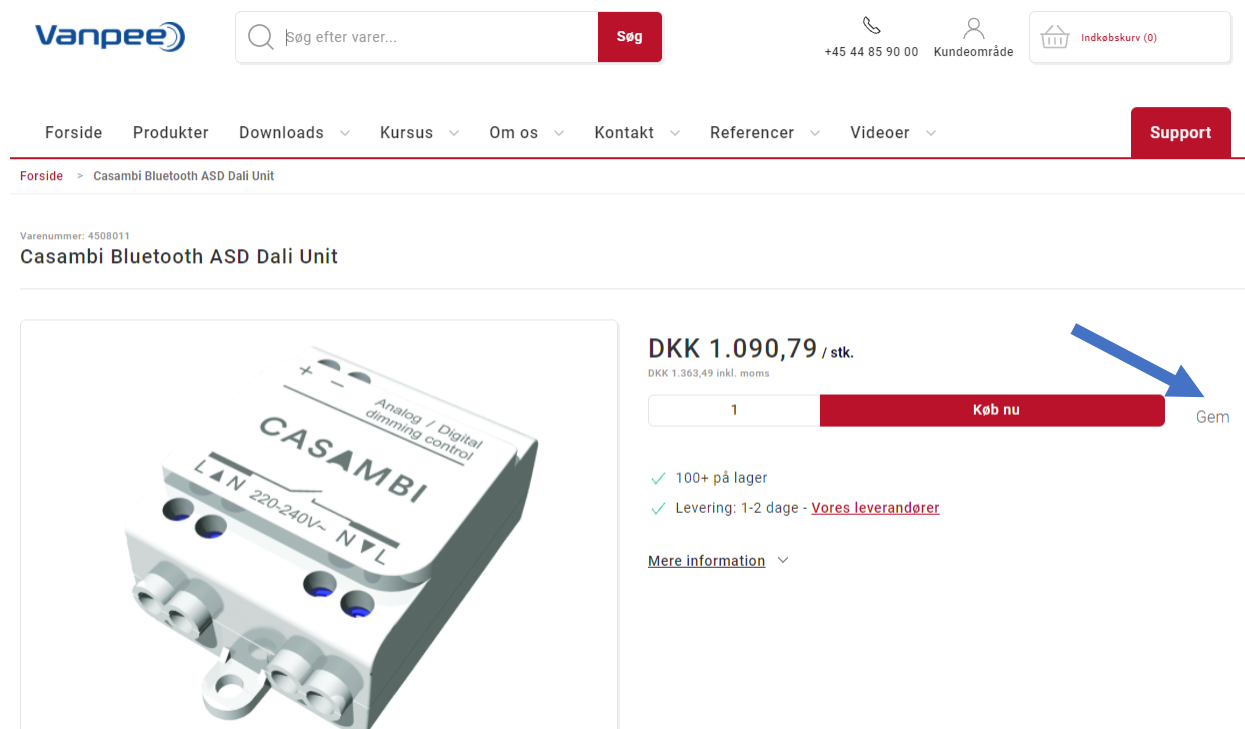 Vanpee
Søg efter varer...
Søg
+45 44 85 90 00
Kundeområde
Indkøbskurv (0)
Forside
Produkter
Downloads
Kursus
Om os
Kontakt
Referencer
Videoer
Support
Forside > Casambi Bluetooth ASD Dali Unit
Varenummer: 4508011
Casambi Bluetooth ASD Dali Unit
+ -
Analog / Digital
dimming control
CASAMBI
L▲N 220-240V~ N▼L
DKK 1.090,79 / stk.
DKK 1.363,49 inkl. moms
1
Køb nu
Gem
100+ på lager
Levering: 1-2 dage - Vores leverandører
Mere information